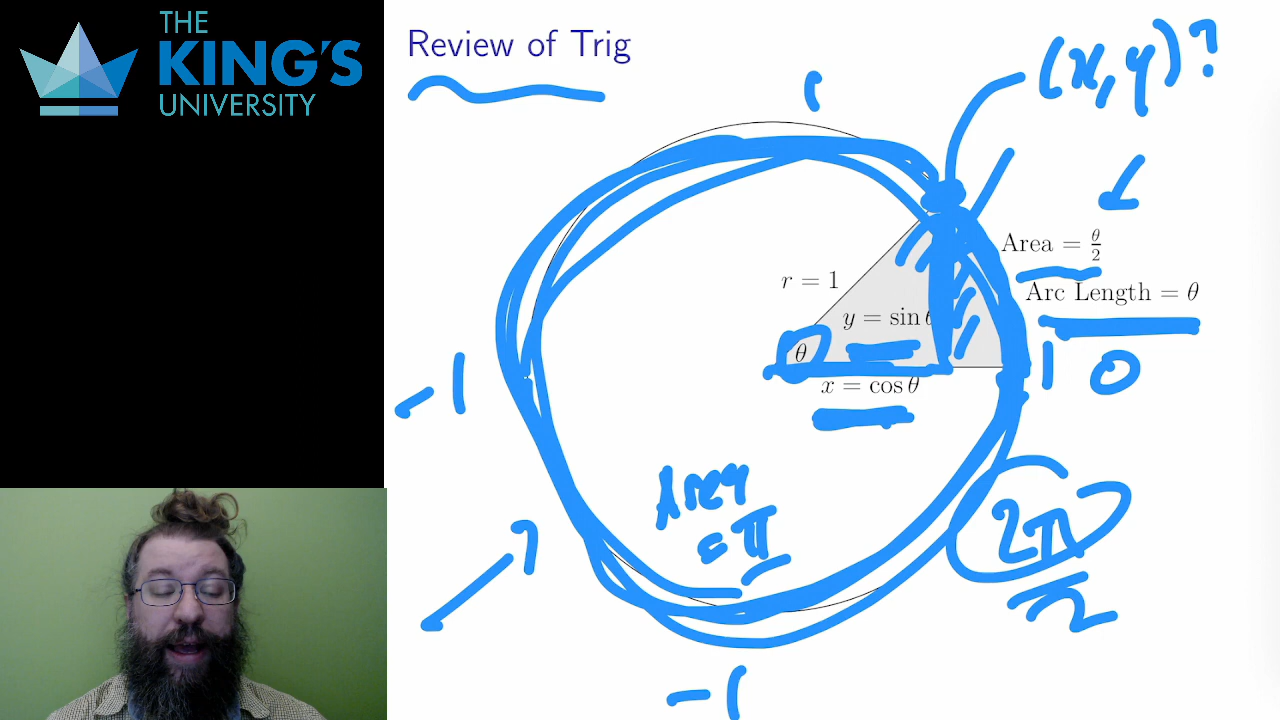 THE
KING'S
UNIVERSITY
Review of Trig
1
(x, y)?
Area = θ/2
r = 1
Arc Length = θ
y = sin θ
θ
x = cos θ
1
0
-1
Area
= π
2π
2
-1